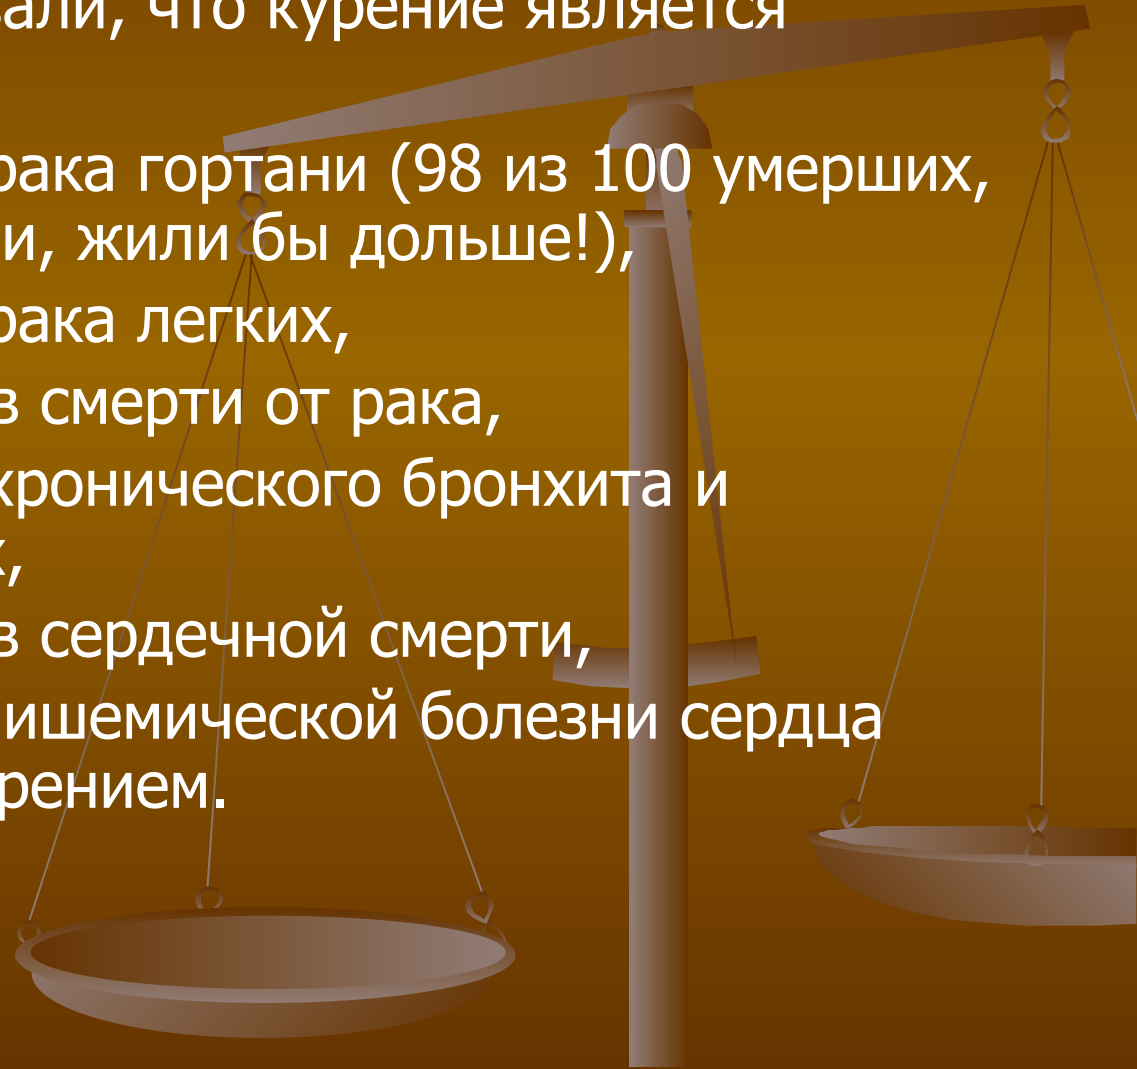 вали, что курение является
рака гортани (98 из 100 умерших,
и, жили бы дольше!),
рака легких,
в смерти от рака,
хронического бронхита и
х,
в сердечной смерти,
ишемической болезни сердца
рением.